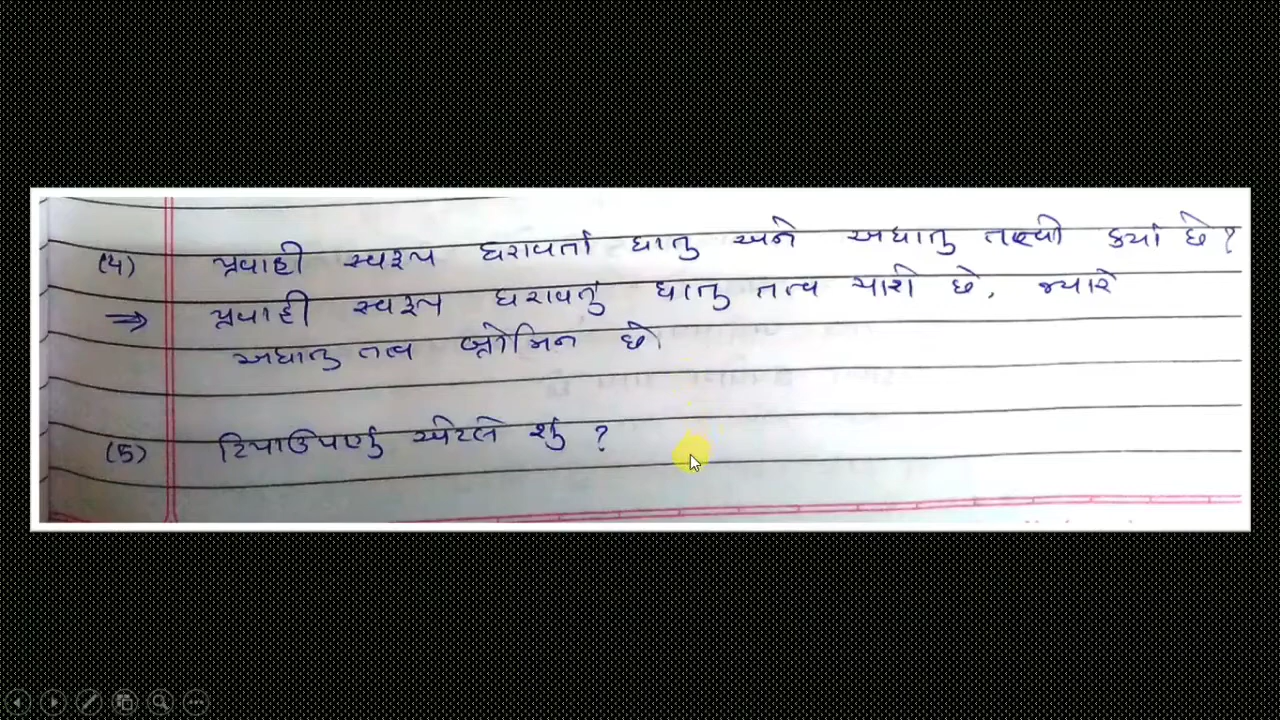 (4) પ્રવાહી સ્વરૂપ ધરાવતાં ધાતુ અને અધાતુ તત્ત્વો કયાં છે ?
⇒ પ્રવાહી સ્વરૂપ ધરાવતું ધાતુ તત્વ પારો છે, જ્યારે
અધાતુ તત્વ બ્રોમિન છે.
(5) ટિપાઉપણું એટલે શું ?